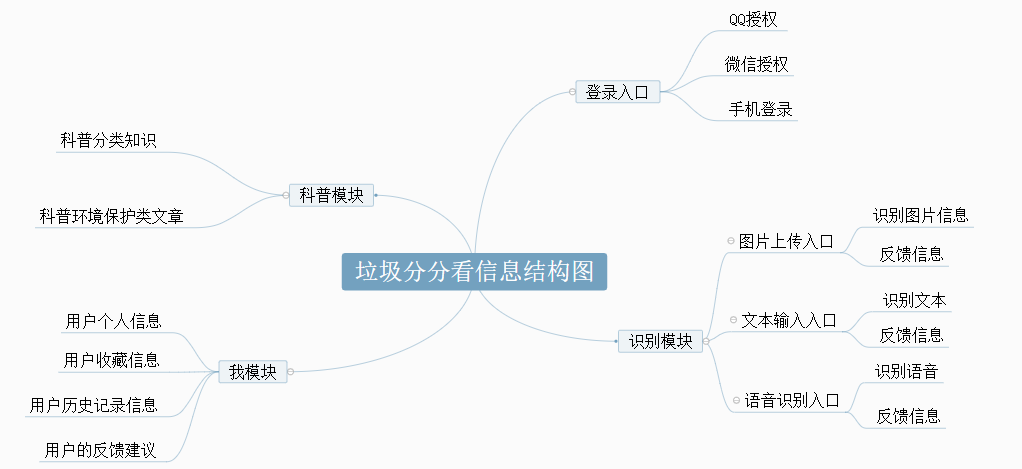 垃圾分分看信息结构图
登录入口
QQ授权
微信授权
手机登录
识别模块
图片上传入口
识别图片信息
反馈信息
文本输入入口
识别文本
反馈信息
语音识别入口
识别语音
反馈信息
科普模块
科普分类知识
科普环境保护类文章
我模块
用户个人信息
用户收藏信息
用户历史记录信息
用户的反馈建议